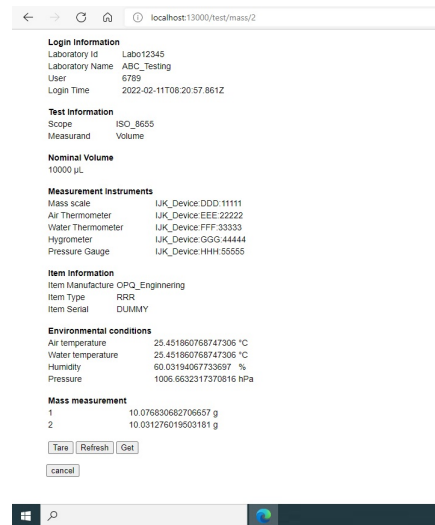 localhost:13000/test/mass/2
Login Information
Laboratory Id Labo12345
Laboratory Name ABC_Testing
User 6789
Login Time 2022-02-11T08:20:57.861Z
Test Information
Scope ISO_8655
Measurand Volume
Nominal Volume
10000 µL
Measurement Instruments
Mass scale IJK_Device:DDD:11111
Air Thermometer IJK_Device:EEE:22222
Water Thermometer IJK_Device:FFF:33333
Hygrometer IJK_Device:GGG:44444
Pressure Gauge IJK_Device:HHH:55555
Item Information
Item Manufacture OPQ_Enginnering
Item Type RRR
Item Serial DUMMY
Environmental conditions
Air temperature 25.451860768747306 °C
Water temperature 25.451860768747306 °C
Humidity 60.03194067733697 %
Pressure 1006.6632317370816 hPa
Mass measurement
1 10.076830682706657 g
2 10.031276019503181 g
Tare Refresh Get
cancel